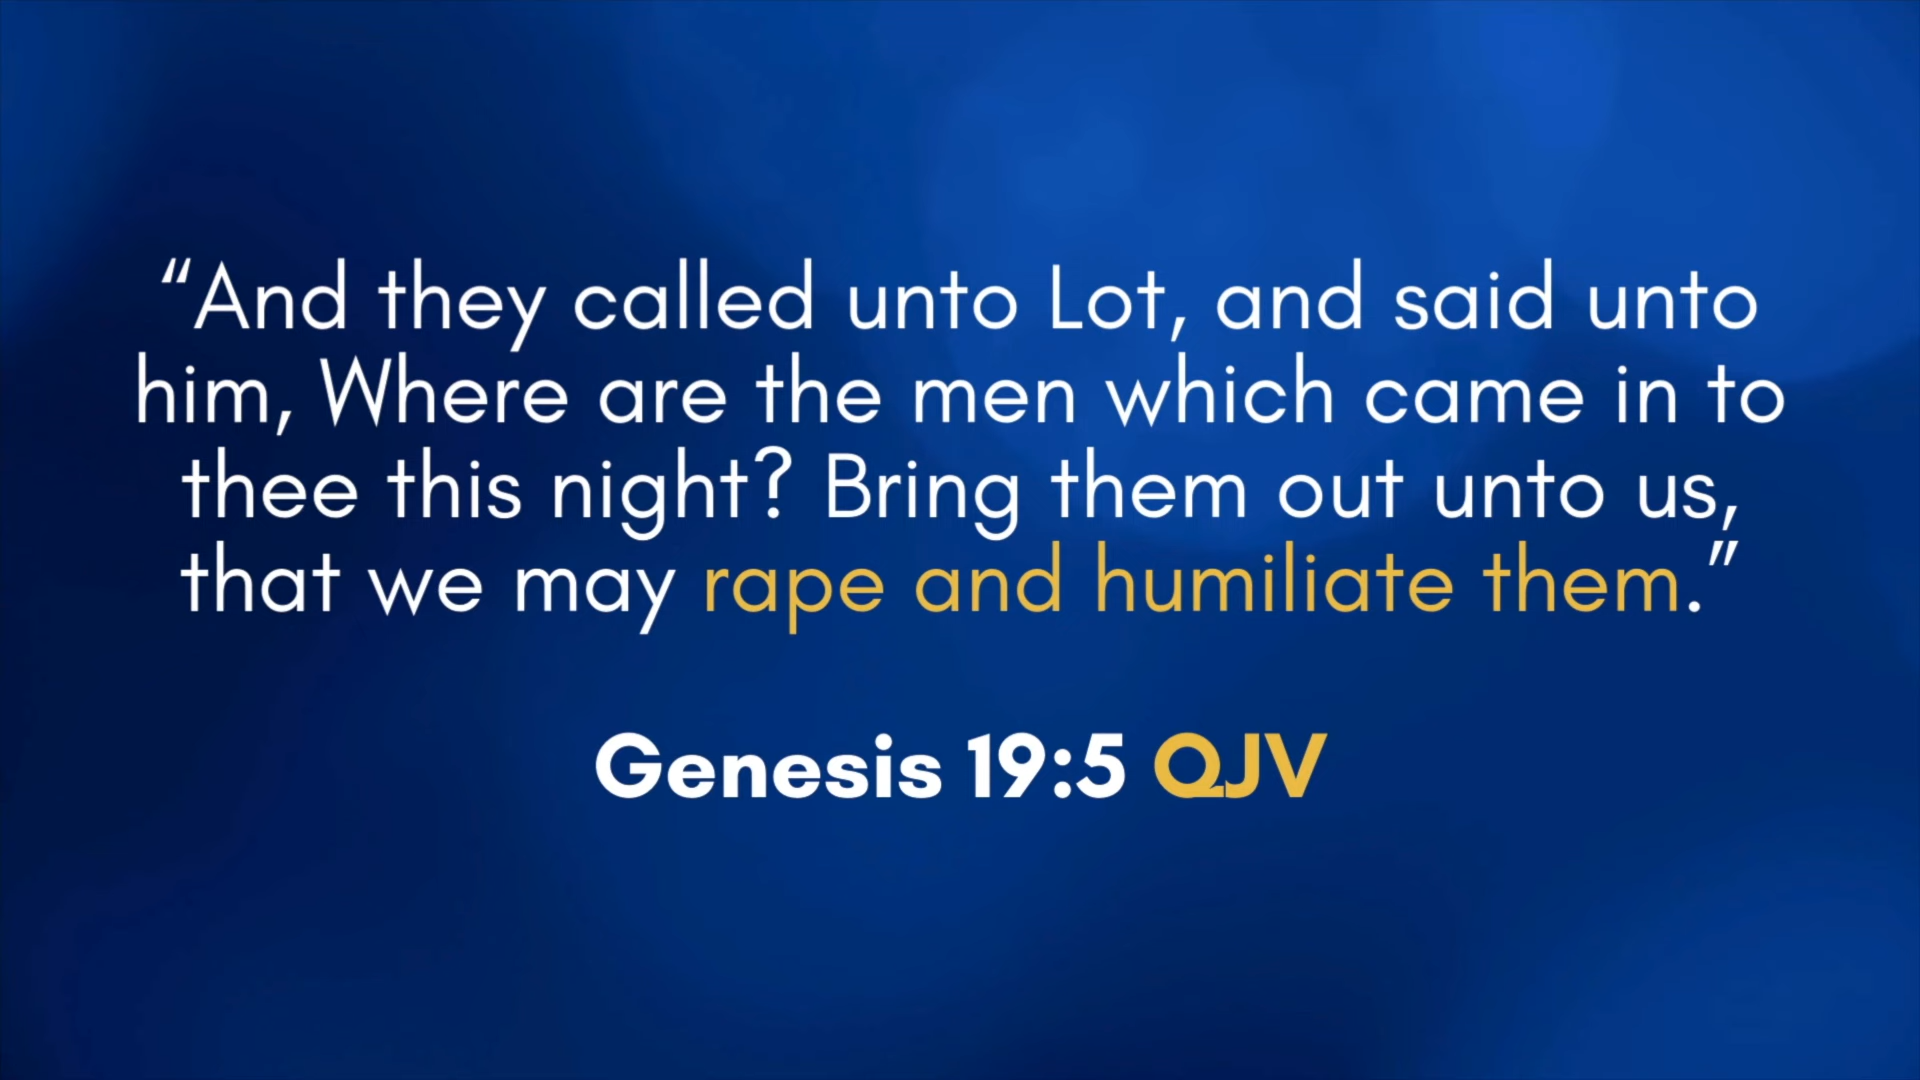 “And they called unto Lot, and said unto
him, Where are the men which came in to
thee this night? Bring them out unto us,
that we may rape and humiliate them.”
Genesis 19:5 QJV